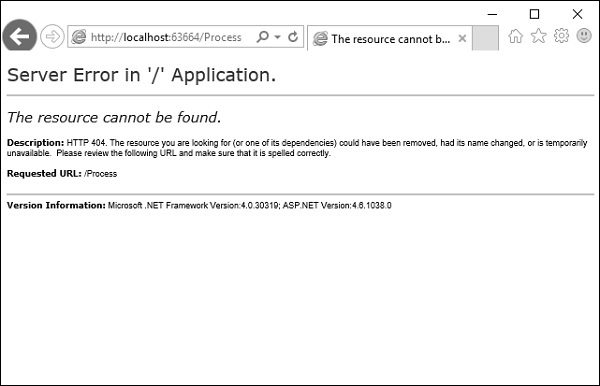 http://localhost:63664/Process
The resource cannot b...
Server Error in '/' Application.
The resource cannot be found.
Description: HTTP 404. The resource you are looking for (or one of its dependencies) could have been removed, had its name changed, or is temporarily
unavailable.  Please review the following URL and make sure that it is spelled correctly.
Requested URL: /Process
Version Information: Microsoft .NET Framework Version:4.0.30319; ASP.NET Version:4.6.1038.0